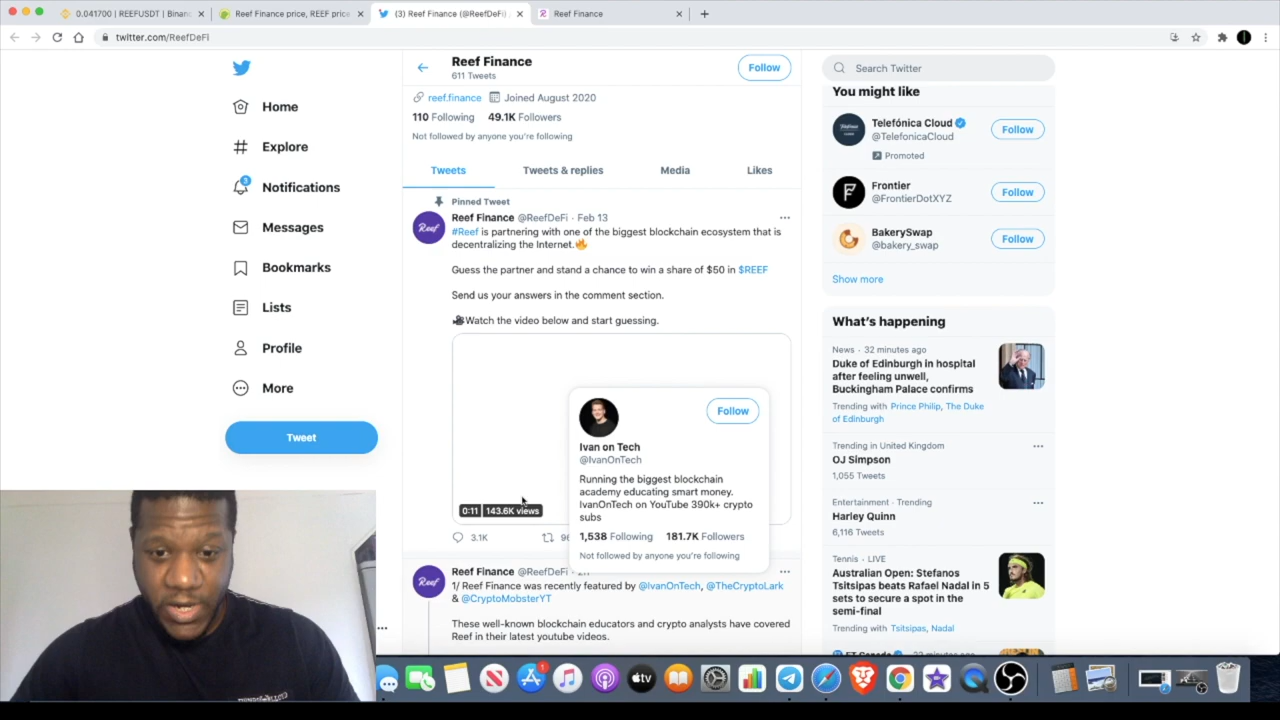 0.041700 | REEFUSDT | Binan
Reef Finance price, REEF price
(3) Reef Finance (@ReefDeFi)
Reef Finance
twitter.com/ReefDeFi
Home
Explore
Notifications
Messages
Bookmarks
Lists
Profile
More
Tweet
Reef Finance
611 Tweets
Follow
reef.finance Joined August 2020
110 Following 49.1K Followers
Not followed by anyone you're following
Tweets Tweets & replies Media Likes
Pinned Tweet
Reef Finance @ReefDeFi · Feb 13
Reef
#Reef is partnering with one of the biggest blockchain ecosystem that is
decentralizing the Internet.🔥
Guess the partner and stand a chance to win a share of $50 in $REEF
Send us your answers in the comment section.
🎥Watch the video below and start guessing.
0:11 143.6K views
3.1K
Follow
Ivan on Tech
@IvanOnTech
Running the biggest blockchain
academy educating smart money.
IvanOnTech on YouTube 390k+ crypto
subs
1,538 Following 181.7K Followers
Not followed by anyone you're following
Reef Finance @ReefDeFi
Reef
1/ Reef Finance was recently featured by @IvanOnTech, @TheCryptoLark
& @CryptoMobsterYT
These well-known blockchain educators and crypto analysts have covered
Reef in their latest youtube videos.
Search Twitter
You might like
Telefónica Cloud
@TelefonicaCloud
Follow
Promoted
Frontier
@FrontierDotXYZ
Follow
BakerySwap
@bakery_swap
Follow
Show more
What's happening
News · 32 minutes ago
Duke of Edinburgh in hospital
after feeling unwell,
Buckingham Palace confirms
Trending with Prince Philip, The Duke
of Edinburgh
Trending in United Kingdom
OJ Simpson
1,055 Tweets
Entertainment · Trending
Harley Quinn
6,116 Tweets
Tennis · LIVE
Australian Open: Stefanos
Tsitsipas beats Rafael Nadal in 5
sets to secure a spot in the
semi-final
Trending with Tsitsipas, Nadal
tv